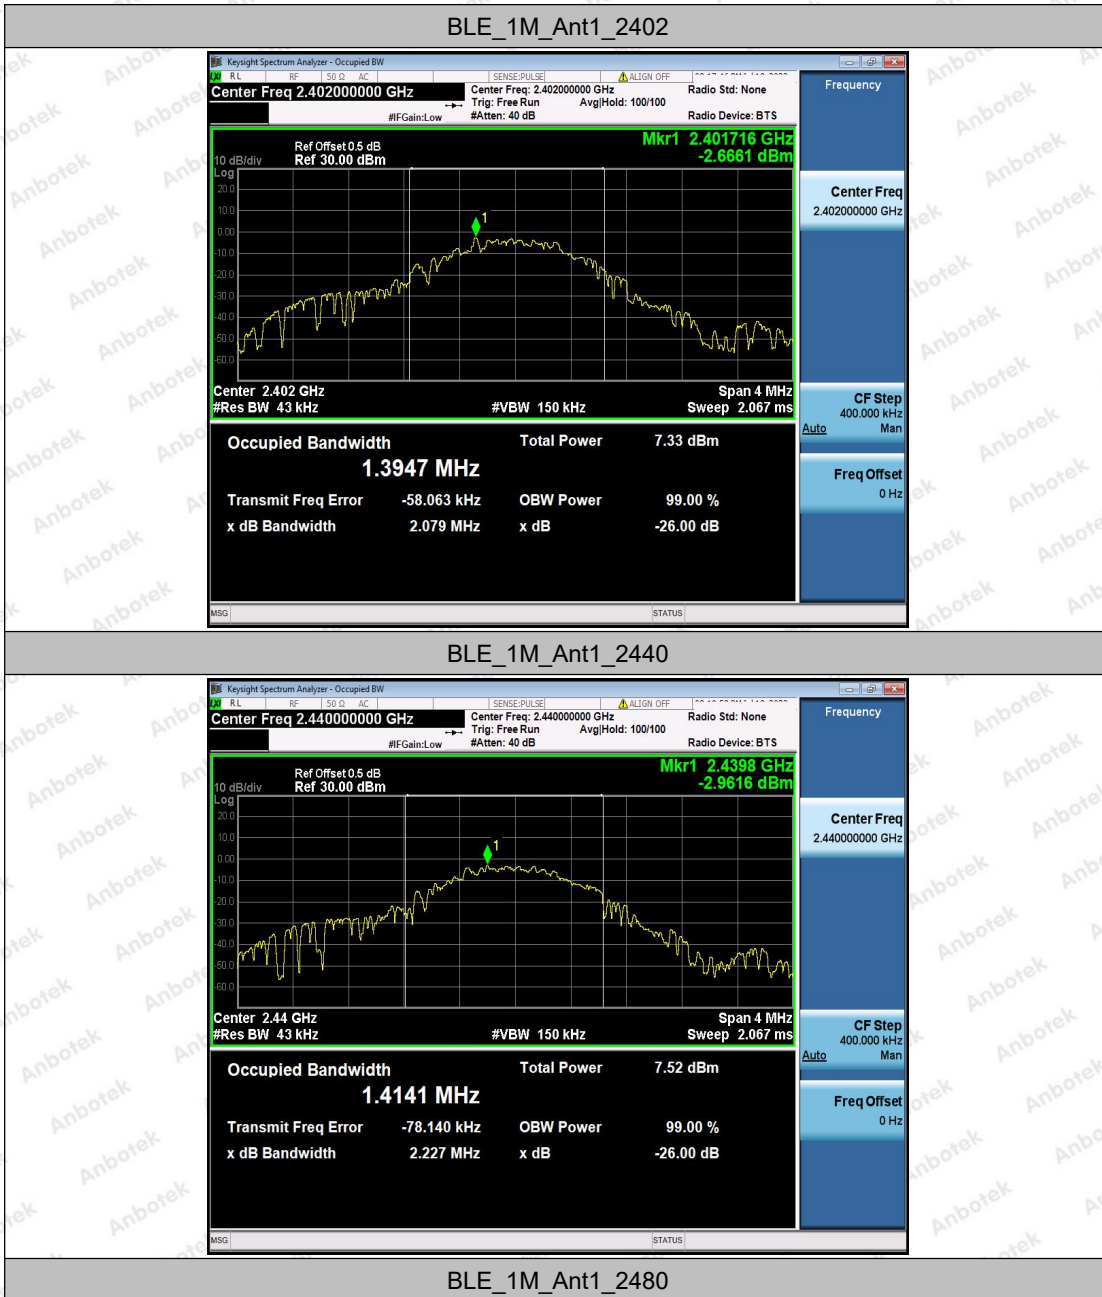 BLE_1M_Ant1_2402
Keysight Spectrum Analyzer - Occupied BW
RL RF 50 Ω AC SENSE:PULSE ALIGN OFF
Center Freq 2.402000000 GHz
Center Freq: 2.402000000 GHz Radio Std: None
Trig: Free Run Avg|Hold: 100/100
#IFGain:Low #Atten: 40 dB Radio Device: BTS
Frequency
Mkr1 2.401716 GHz
-2.6661 dBm
Ref Offset 0.5 dB
10 dB/div Ref 30.00 dBm
Log
20.0
10.0
0.00
-10.0
-20.0
-30.0
-40.0
-50.0
-60.0
1
Center 2.402 GHz Span 4 MHz
#Res BW 43 kHz #VBW 150 kHz Sweep 2.067 ms
Center Freq
2.402000000 GHz
CF Step
400.000 kHz
Auto Man
Freq Offset
0 Hz
Occupied Bandwidth Total Power 7.33 dBm
1.3947 MHz
Transmit Freq Error -58.063 kHz OBW Power 99.00 %
x dB Bandwidth 2.079 MHz x dB -26.00 dB
MSG STATUS
BLE_1M_Ant1_2440
Keysight Spectrum Analyzer - Occupied BW
RL RF 50 Ω AC SENSE:PULSE ALIGN OFF
Center Freq 2.440000000 GHz
Center Freq: 2.440000000 GHz Radio Std: None
Trig: Free Run Avg|Hold: 100/100
#IFGain:Low #Atten: 40 dB Radio Device: BTS
Frequency
Mkr1 2.4398 GHz
-2.9616 dBm
Ref Offset 0.5 dB
10 dB/div Ref 30.00 dBm
Log
20.0
10.0
0.00
-10.0
-20.0
-30.0
-40.0
-50.0
-60.0
1
Center 2.44 GHz Span 4 MHz
#Res BW 43 kHz #VBW 150 kHz Sweep 2.067 ms
Center Freq
2.440000000 GHz
CF Step
400.000 kHz
Auto Man
Freq Offset
0 Hz
Occupied Bandwidth Total Power 7.52 dBm
1.4141 MHz
Transmit Freq Error -78.140 kHz OBW Power 99.00 %
x dB Bandwidth 2.227 MHz x dB -26.00 dB
MSG STATUS
BLE_1M_Ant1_2480